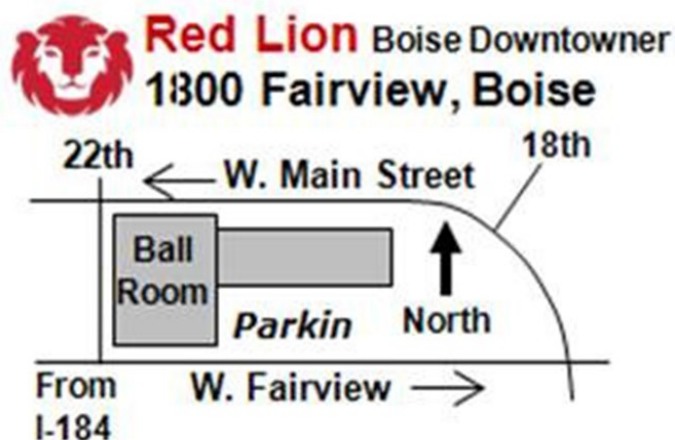 Red Lion Boise Downtowner
1800 Fairview, Boise
22th
18th
W. Main Street
Ball
Room
Parkin
North
From
I-184
W. Fairview